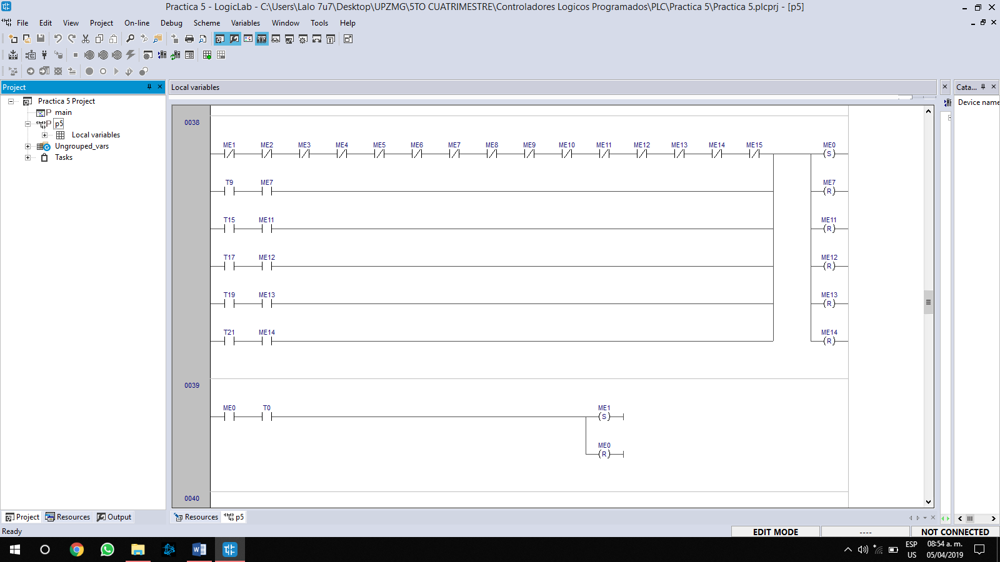 Practica 5 - LogicLab - C:\Users\Lalo 7u7\Desktop\UPZMG\5TO CUATRIMESTRE\Controladores Logicos Programados\PLC\Practica 5\Practica 5.plcprj - [p5]
File Edit View Project On-line Debug Scheme Variables Window Tools Help
Project
Local variables
Cata...
Practica 5 Project
Device name
main
p5
Local variables
Ungrouped_vars
Tasks
0038
ME1 ME2 ME3 ME4 ME5 ME6 ME7 ME8 ME9 ME10 ME11 ME12 ME13 ME14 ME15 ME0
S
T9 ME7 ME7
R
T15 ME11 ME11
R
T17 ME12 ME12
R
T19 ME13 ME13
R
T21 ME14 ME14
R
0039
ME0 T0 ME1
S
ME0
R
0040
Project Resources Output
Resources p5
Ready
EDIT MODE ---- NOT CONNECTED
ESP 08:54 a. m.
US 05/04/2019